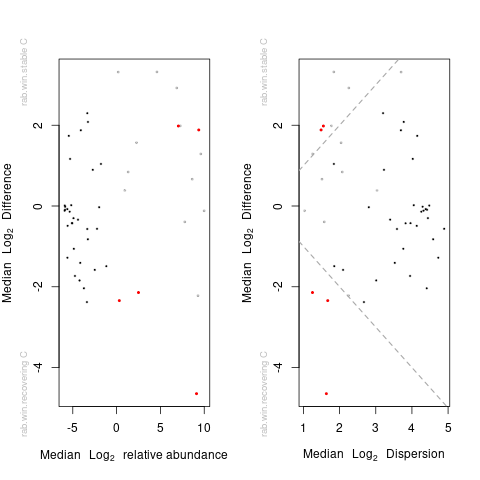 rab.win.stable C
rab.win.recovering C
Median Log2 Difference
2
0
-2
-4
-5
0
5
10
Median Log2 relative abundance
rab.win.stable C
rab.win.recovering C
Median Log2 Difference
2
0
-2
-4
1
2
3
4
5
Median Log2 Dispersion